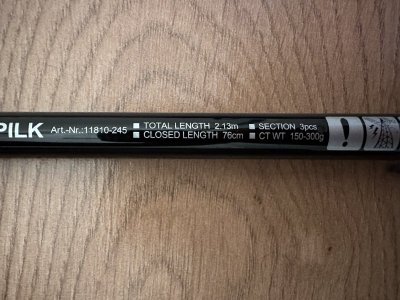 PILK Art.-Nr.:11810-245 TOTAL LENGTH 2.13m SECTION 3pcs.
CLOSED LENGTH 76cm CT WT 150-300g
!